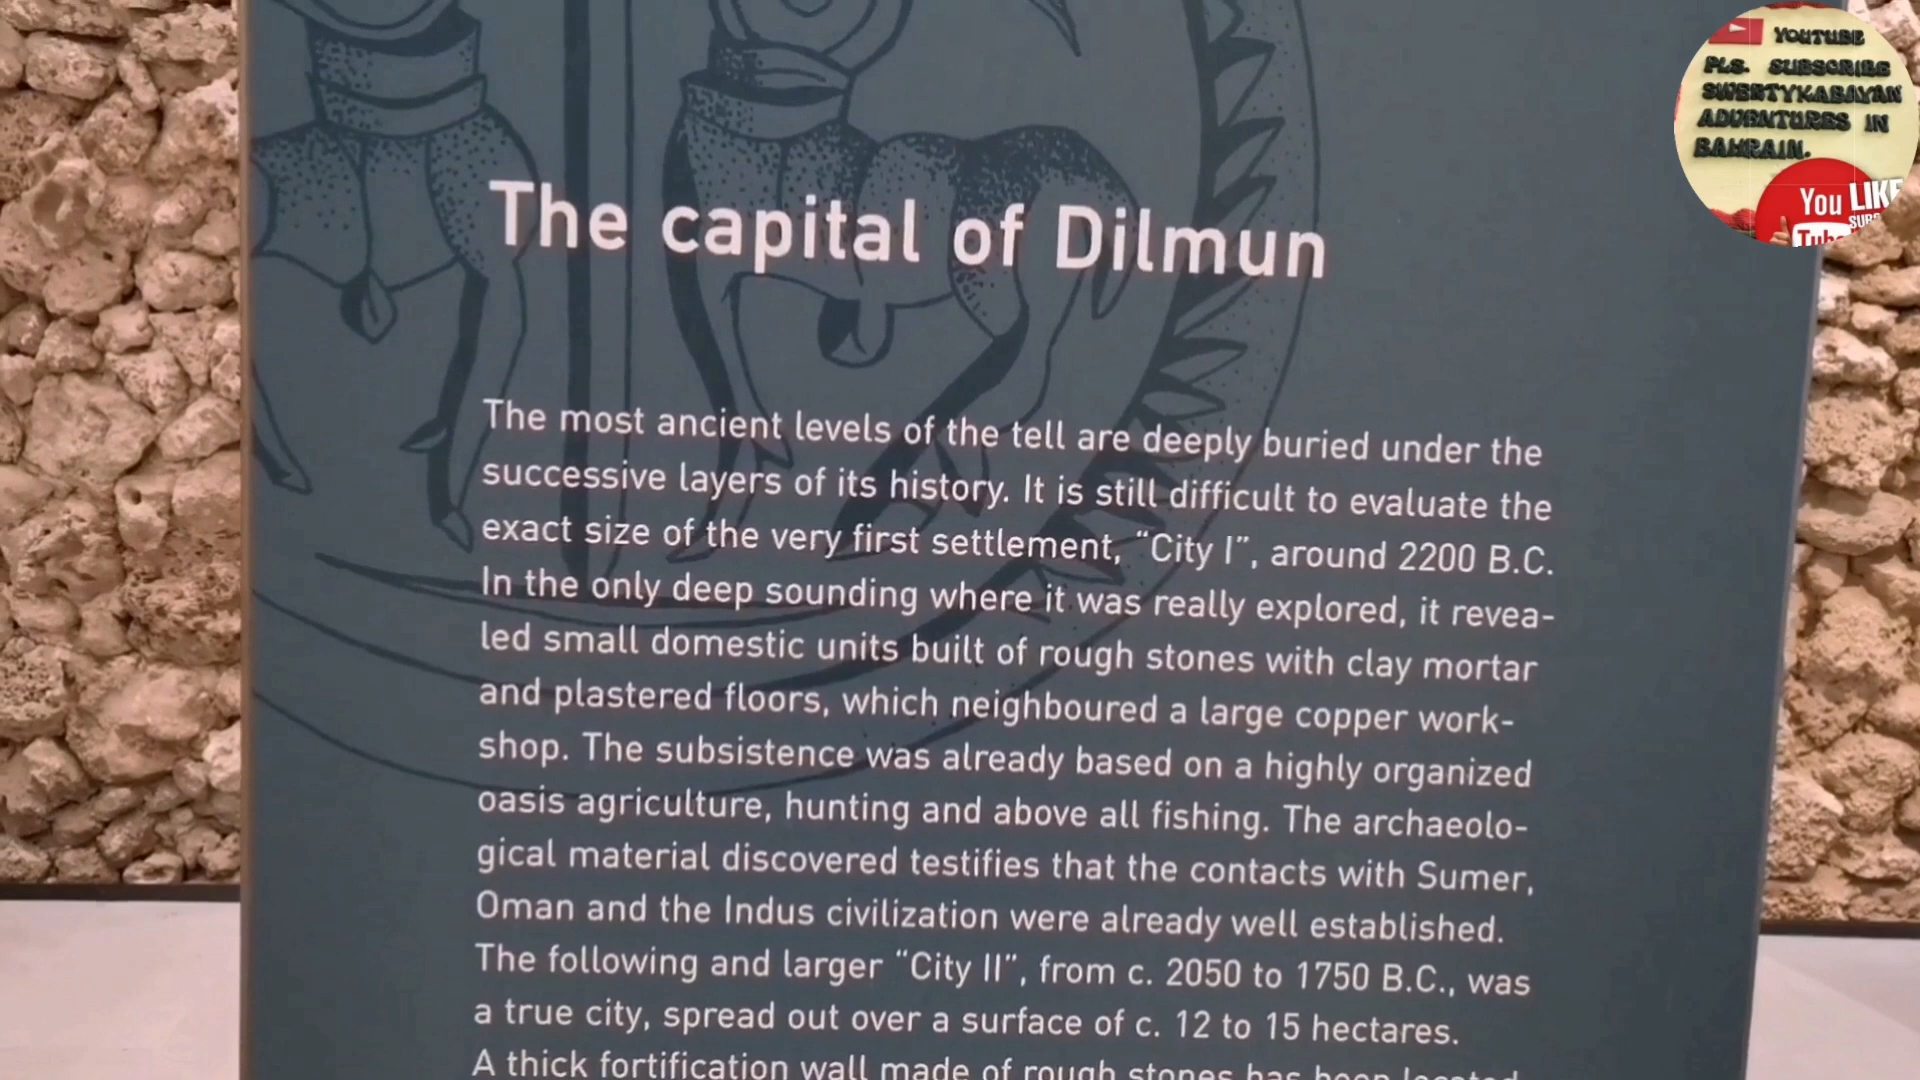 YOUTUBE
PLS. SUBSCRIBE
SWERTYKABAYAN
ADVENTURES IN
BAHRAIN.
You LIKE
Tube
The capital of Dilmun
The most ancient levels of the tell are deeply buried under the
successive layers of its history. It is still difficult to evaluate the
exact size of the very first settlement, “City I”, around 2200 B.C.
In the only deep sounding where it was really explored, it revea-
led small domestic units built of rough stones with clay mortar
and plastered floors, which neighboured a large copper work-
shop. The subsistence was already based on a highly organized
oasis agriculture, hunting and above all fishing. The archaeolo-
gical material discovered testifies that the contacts with Sumer,
Oman and the Indus civilization were already well established.
The following and larger “City II”, from c. 2050 to 1750 B.C., was
a true city, spread out over a surface of c. 12 to 15 hectares.
A thick fortification wall made of rough stones has been located